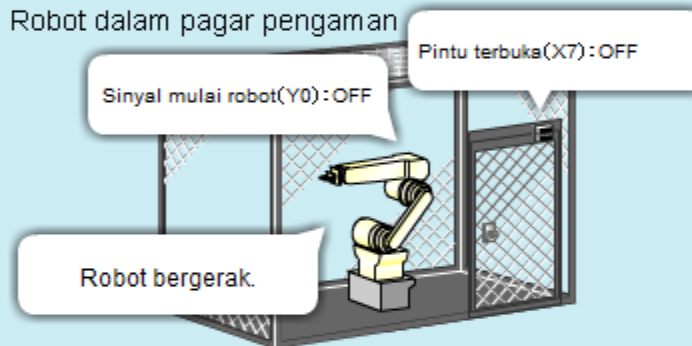 Robot dalam pagar pengaman
Pintu terbuka(X7):OFF
Sinyal mulai robot(Y0):OFF
Robot bergerak.